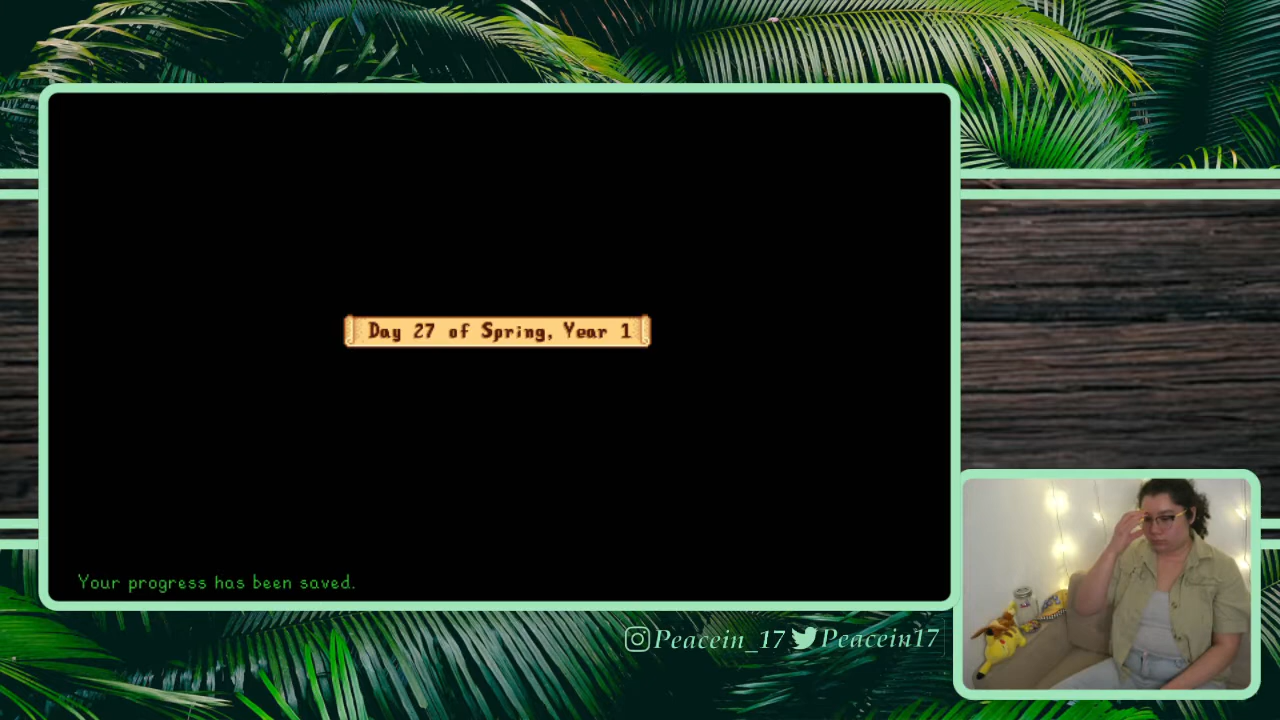 Day 27 of Spring, Year 1
Your progress has been saved.
Peacein_17 Peacein17